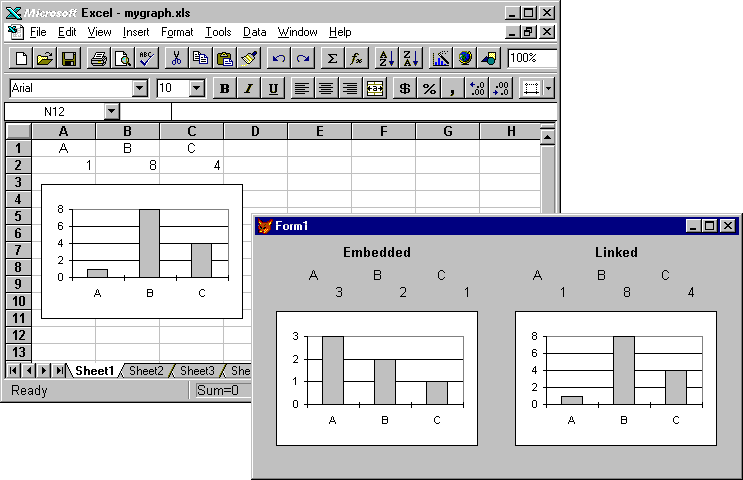 Microsoft Excel - mygraph.xls
File Edit View Insert Format Tools Data Window Help
100%
Arial 10 B I U $ % ,
N12
A B C D E F G H
1 A B C
2 1 8 4
3
4
5
6
7
8
9
10
11
12
13
8
6
4
2
0
A B C
Sheet1 Sheet2 Sheet3 She
Ready Sum=0
Form1
Embedded Linked
A B C A B C
3 2 1 1 8 4
3
2
1
0
A B C
8
6
4
2
0
A B C